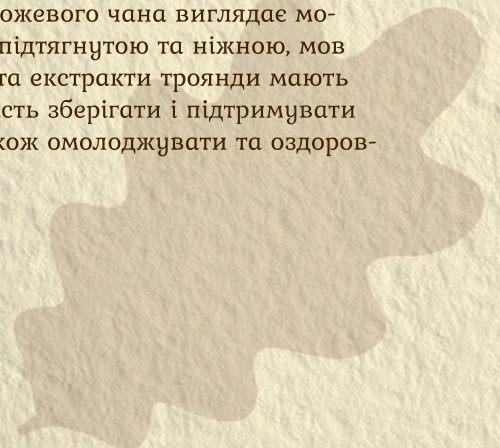 ожевого чана виглядає мо-
підтягнутою та ніжною, мов
та екстракти троянди мають
сть зберігати і підтримувати
кож омолоджувати та оздоров-